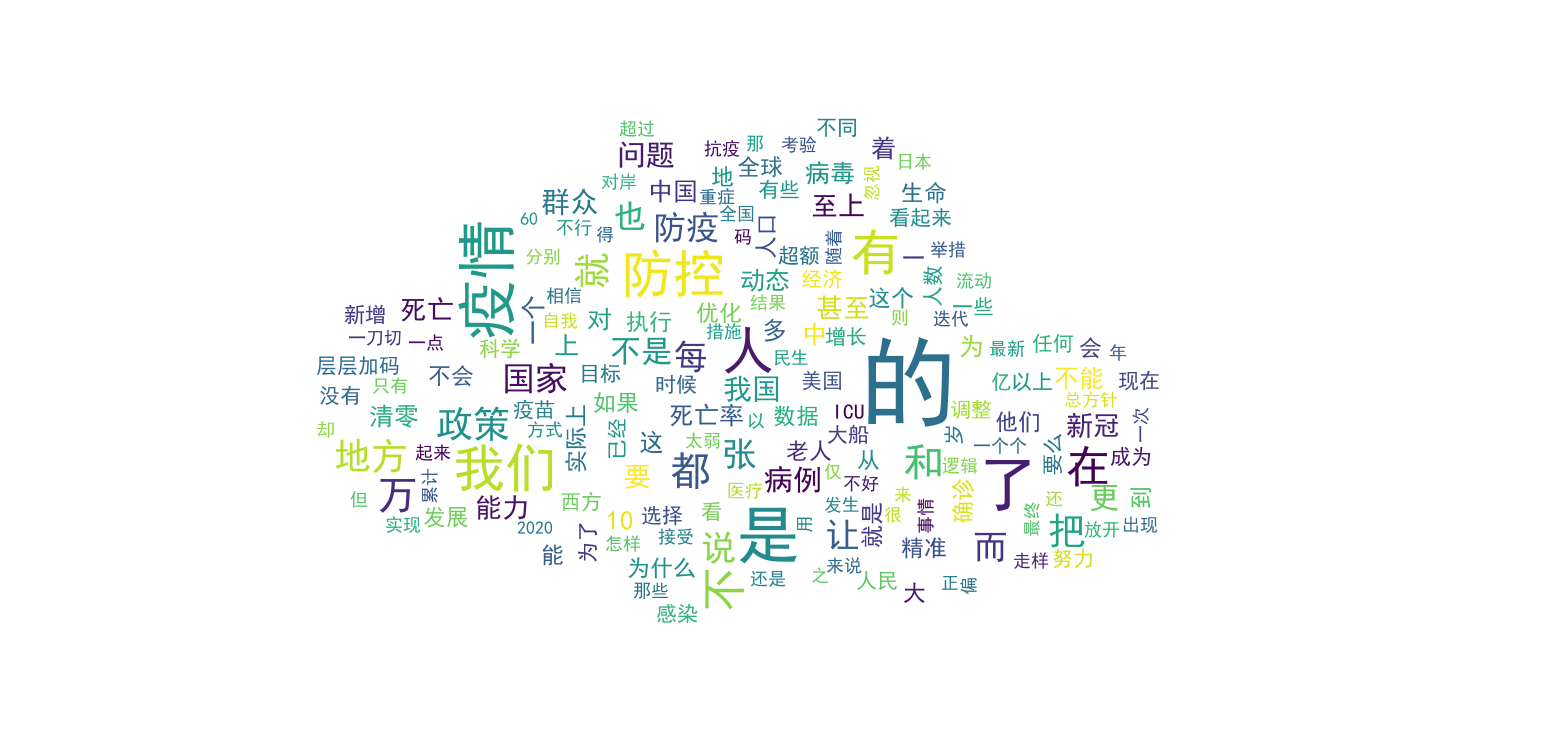 超过
不同
问题
抗疫
那
考验
着
全球
日本
对岸
地
病毒
忽视
群众
中国
重症
有些
生命
至上
60
不行
得
也
防疫
全国
码
人口
看起来
疫情
分别
就
防控
超额
随着
有
一
举措
动态
经济
人数
流动
一个
相信
结果
甚至
这个
一些
新增
死亡
自我
对
执行
优化
措施
多
中
增长
则
迭代
一刀切
一点
科学
上
不是
每
人
民生
的
为
最新
任何
会
年
层层加码
不会
国家
目标
时候
我国
美国
亿以上
不能
现在
没有
只有
清零
政策
疫苗
如果
死亡率
以
数据
ICU
调整
他们
总方针
新冠
一次
却
方式
实际上
已经
这
太弱
大船
岁
一个个
要么
地方
起来
我们
张
老人
从
和
逻辑
了
在
成为
万
累计
要
都
病例
仅
不好
但
能力
西方
医疗
来
确诊
还
更
到
实现
发展
2020
10
选择
看
发生
很
事情
最终
把
放开
出现
为了
怎样
接受
说
是
用
让
就是
精准
而
能
为什么
来说
走样
努力
那些
不
还是
之
人民
大
正偏
感染